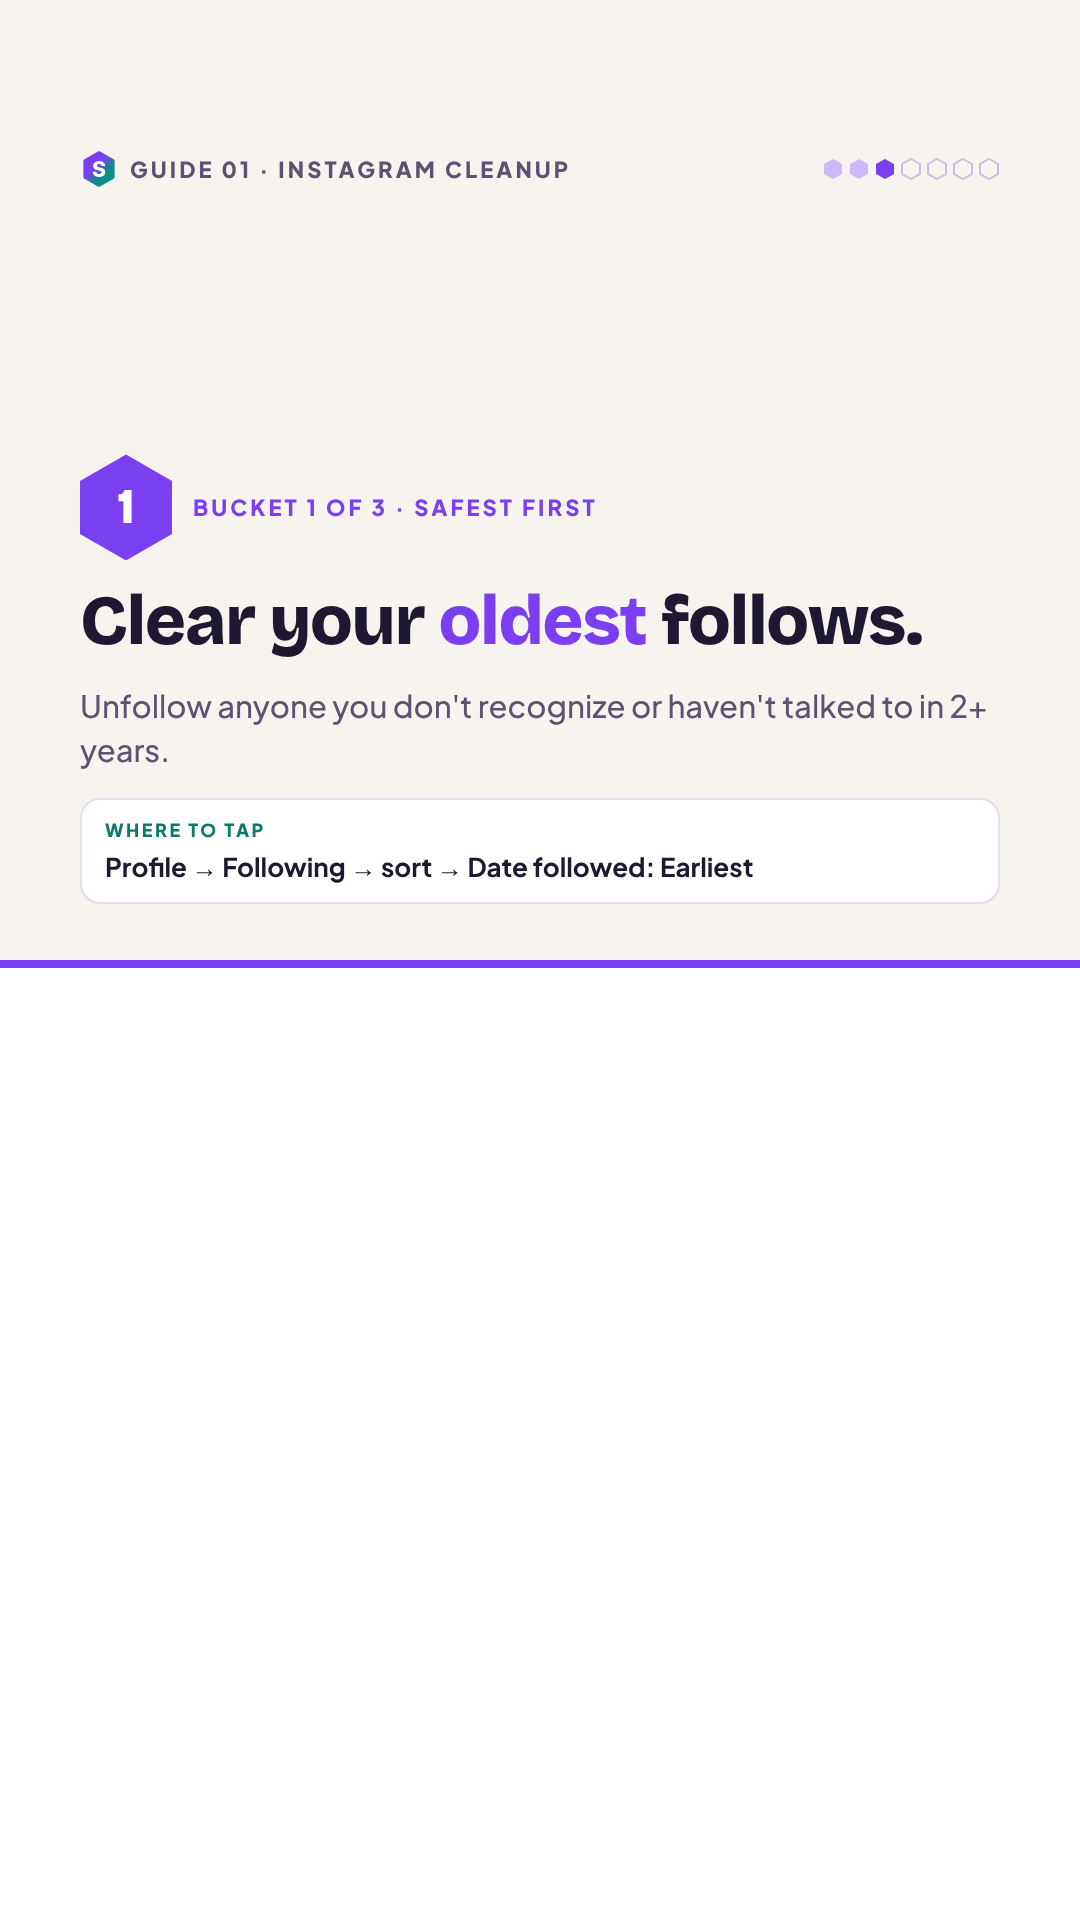 S GUIDE 01 · INSTAGRAM CLEANUP
1 BUCKET 1 OF 3 · SAFEST FIRST
Clear your oldest follows.
Unfollow anyone you don't recognize or haven't talked to in 2+
years.
WHERE TO TAP
Profile → Following → sort → Date followed: Earliest